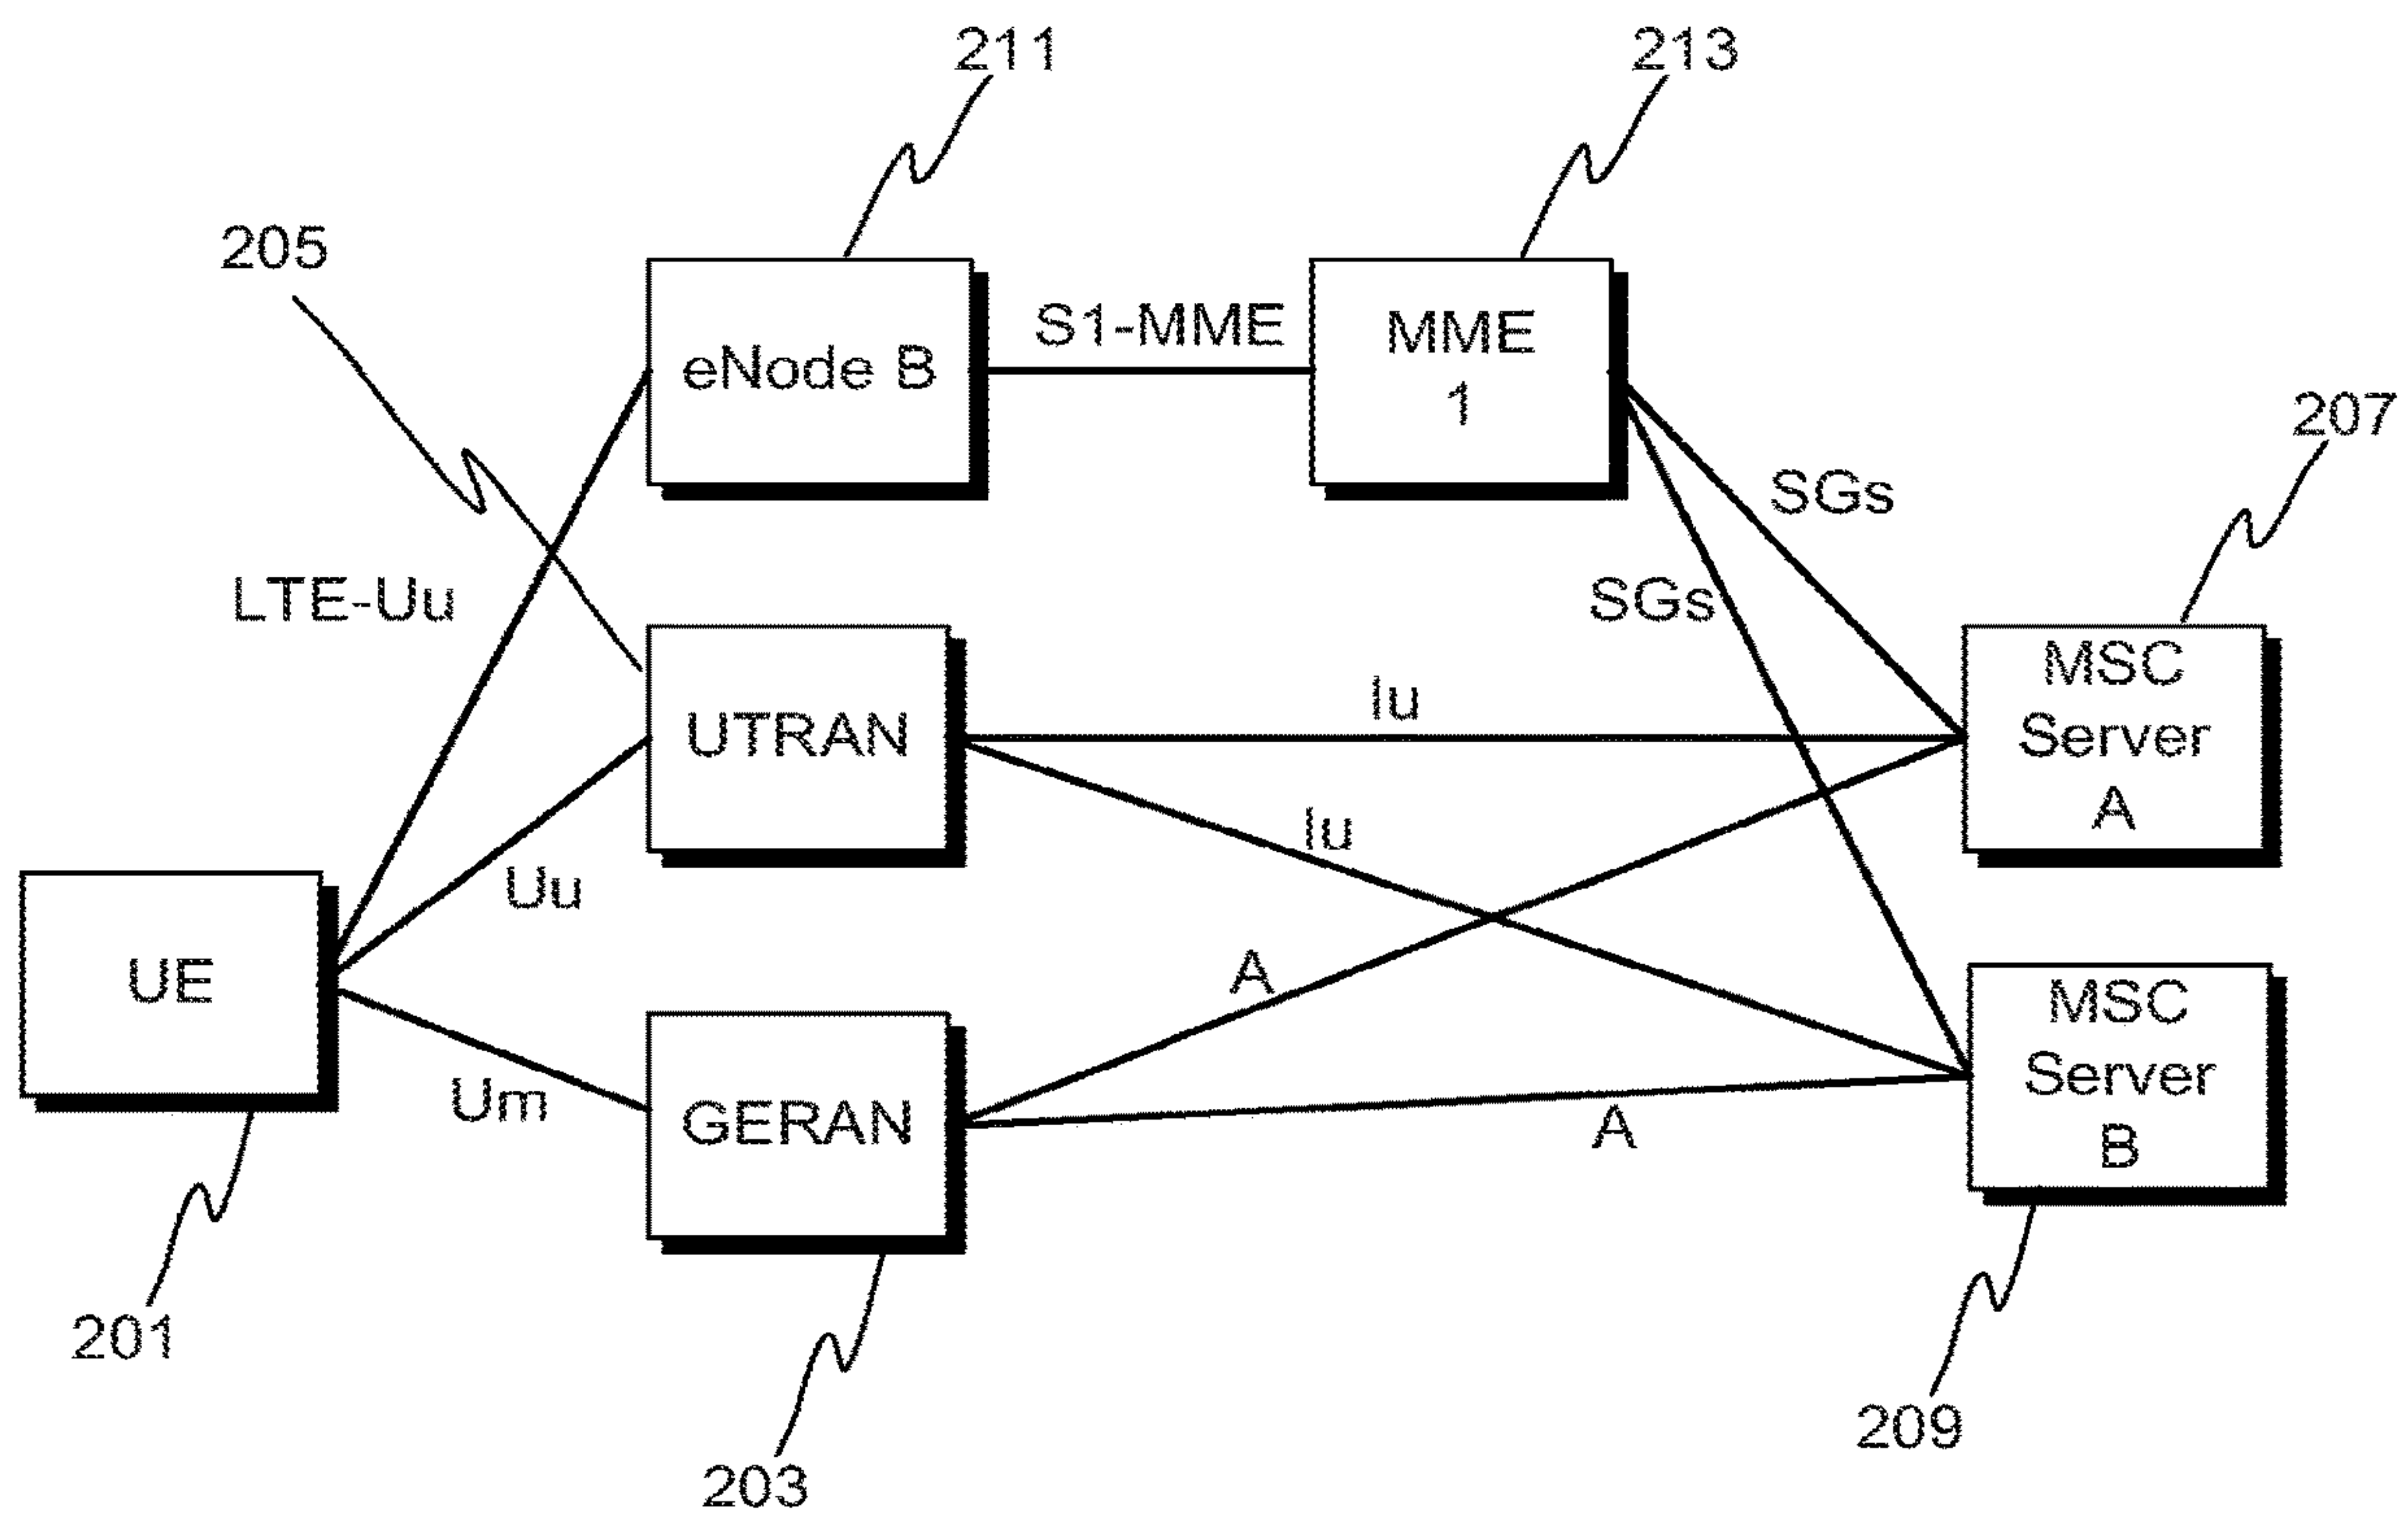 211
213
205
eNode B
S1-MME
MME
1
207
SGs
LTE-Uu
SGs
UTRAN
Iu
MSC
Server
A
Iu
Uu
UE
A
MSC
Server
B
Um
GERAN
A
201
209
203